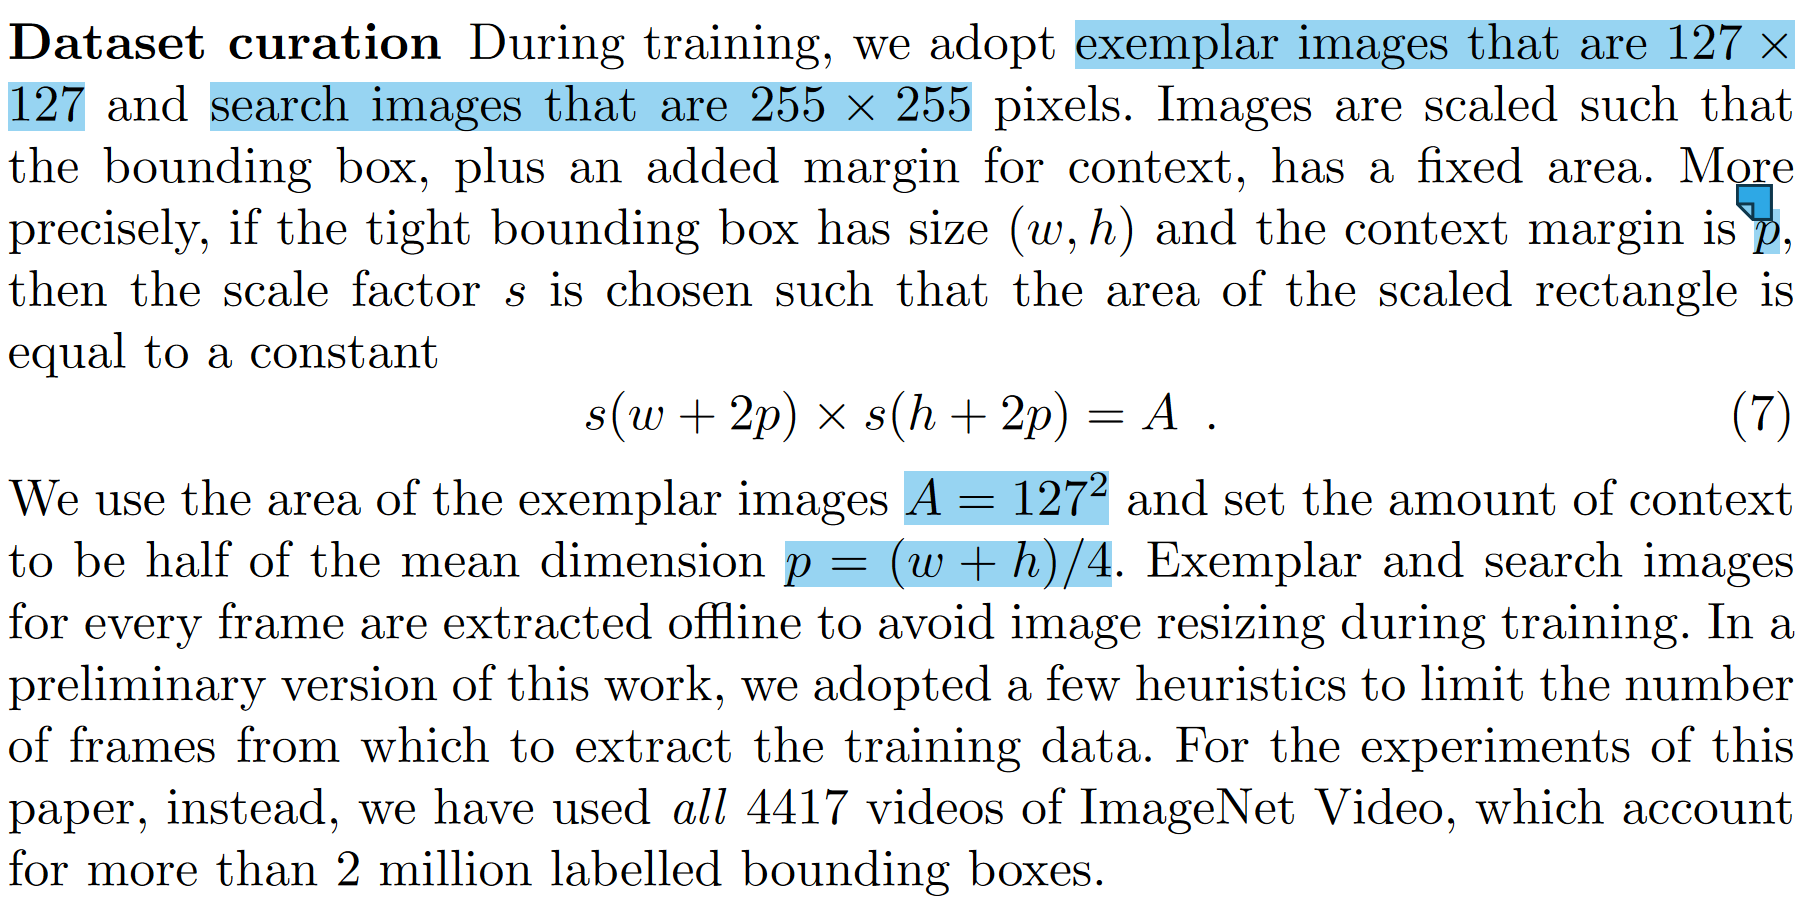 Dataset curation During training, we adopt exemplar images that are 127 ×
127 and search images that are 255 × 255 pixels. Images are scaled such that
the bounding box, plus an added margin for context, has a fixed area. More
precisely, if the tight bounding box has size (w, h) and the context margin is p,
then the scale factor s is chosen such that the area of the scaled rectangle is
equal to a constant
s(w + 2p) × s(h + 2p) = A . (7)
We use the area of the exemplar images A = 127² and set the amount of context
to be half of the mean dimension p = (w + h)/4. Exemplar and search images
for every frame are extracted offline to avoid image resizing during training. In a
preliminary version of this work, we adopted a few heuristics to limit the number
of frames from which to extract the training data. For the experiments of this
paper, instead, we have used all 4417 videos of ImageNet Video, which account
for more than 2 million labelled bounding boxes.